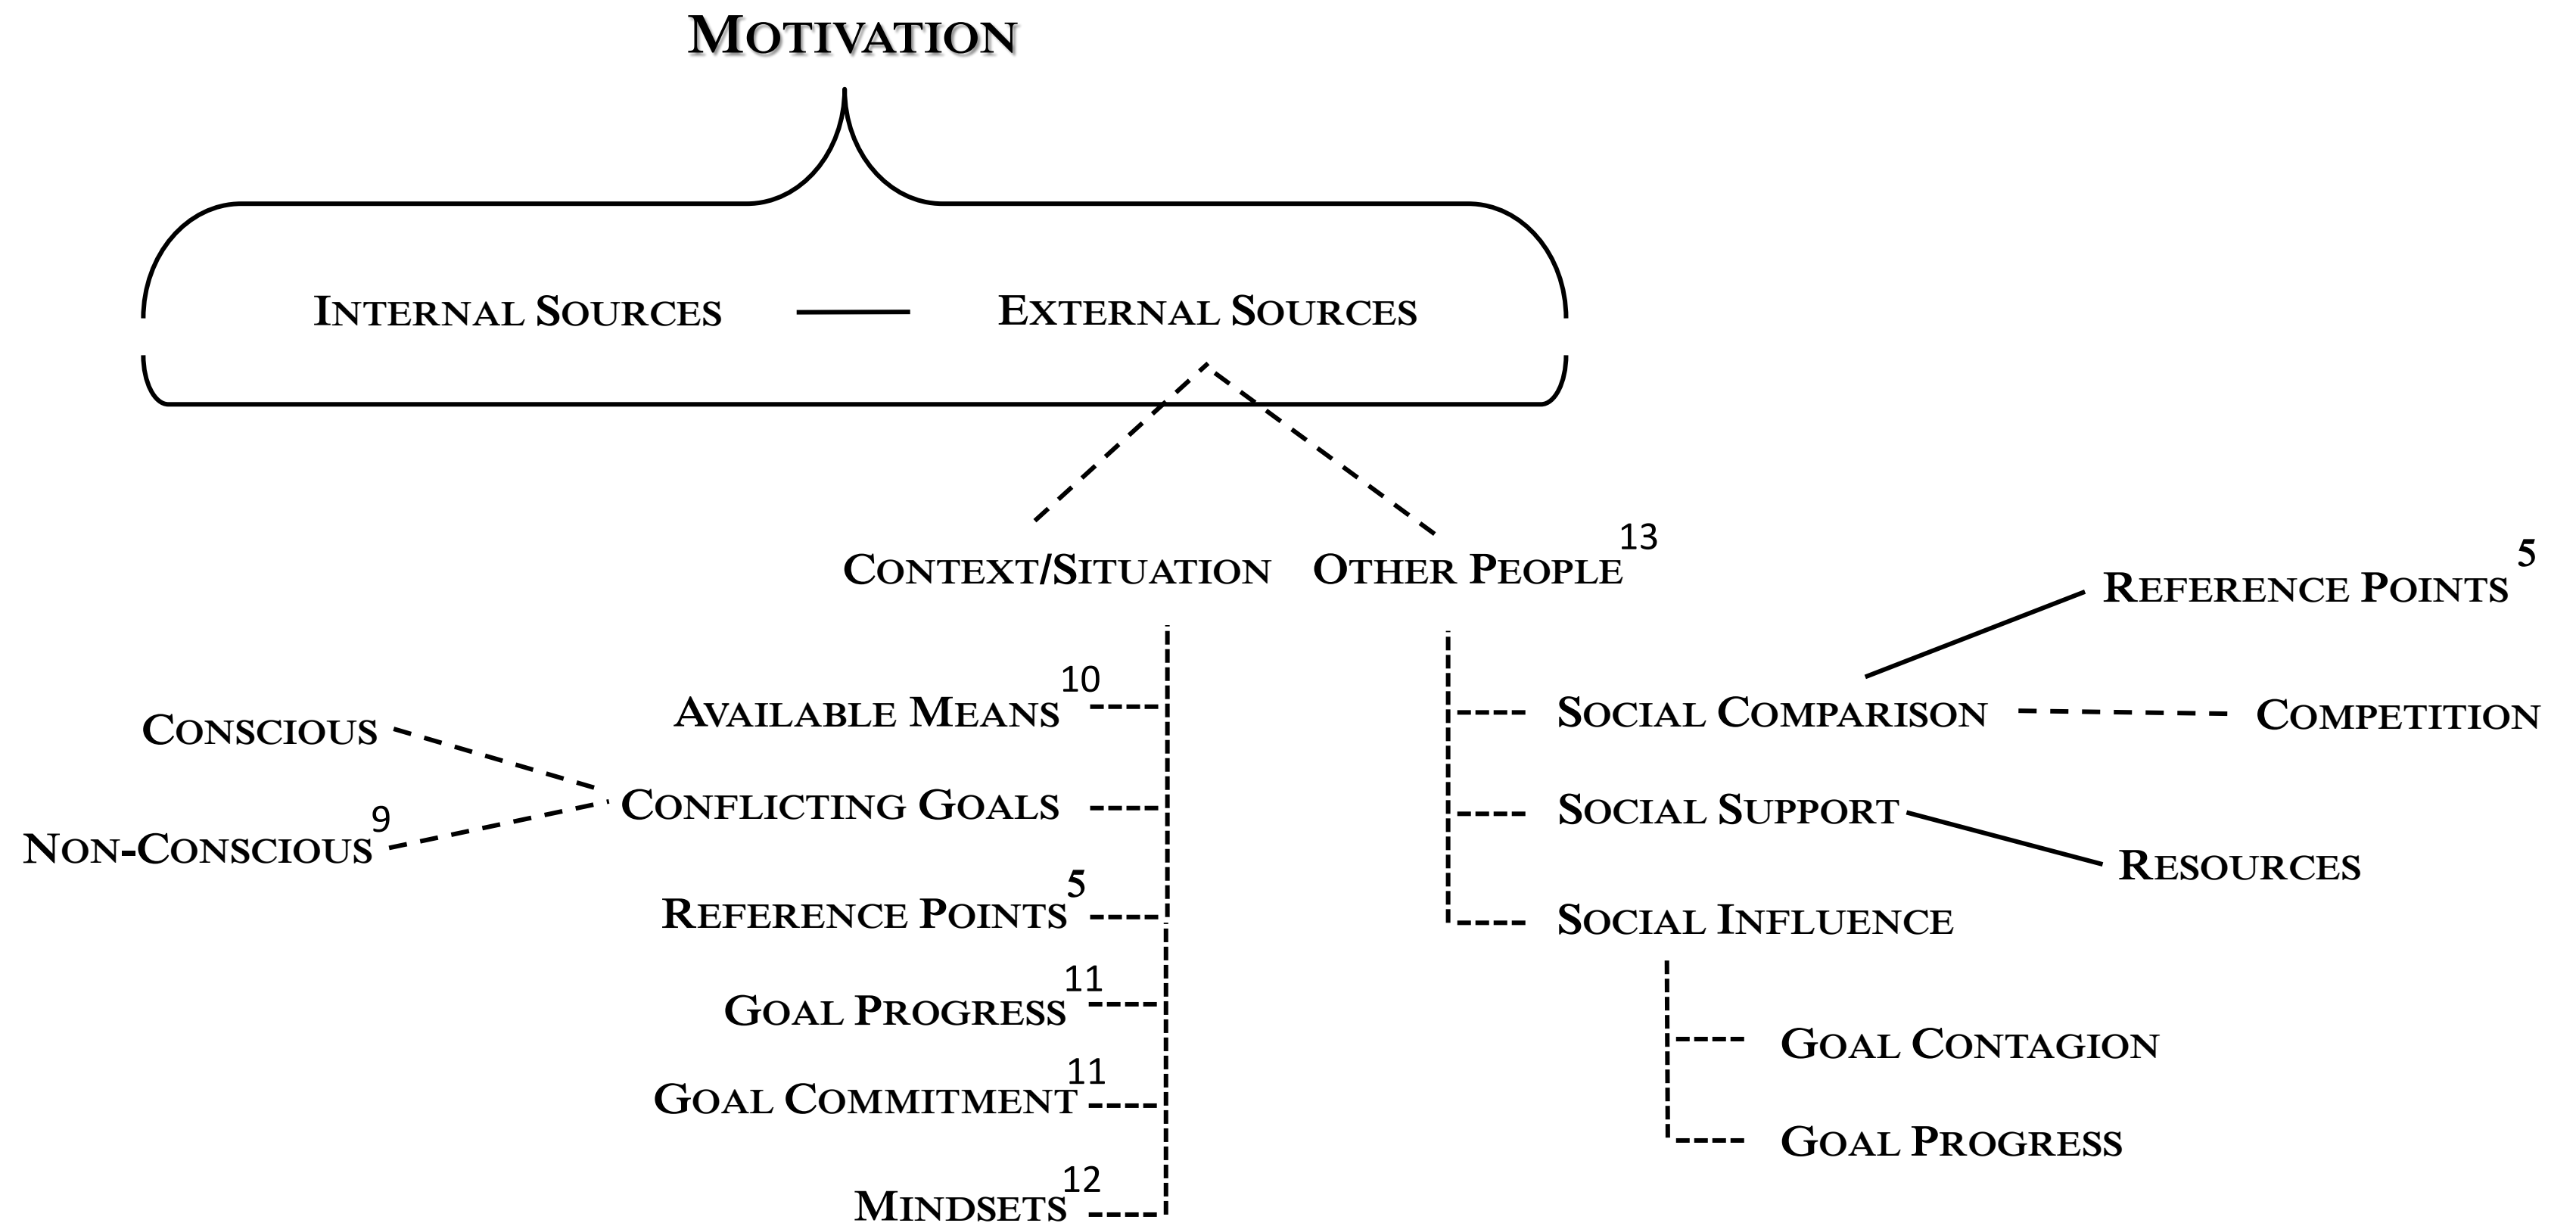 MOTIVATION
INTERNAL SOURCES
EXTERNAL SOURCES
CONTEXT/SITUATION
OTHER PEOPLE13
AVAILABLE MEANS10
CONFLICTING GOALS
CONSCIOUS
NON-CONSCIOUS9
REFERENCE POINTS5
GOAL PROGRESS11
GOAL COMMITMENT11
MINDSETS12
SOCIAL COMPARISON
REFERENCE POINTS5
COMPETITION
SOCIAL SUPPORT
RESOURCES
SOCIAL INFLUENCE
GOAL CONTAGION
GOAL PROGRESS